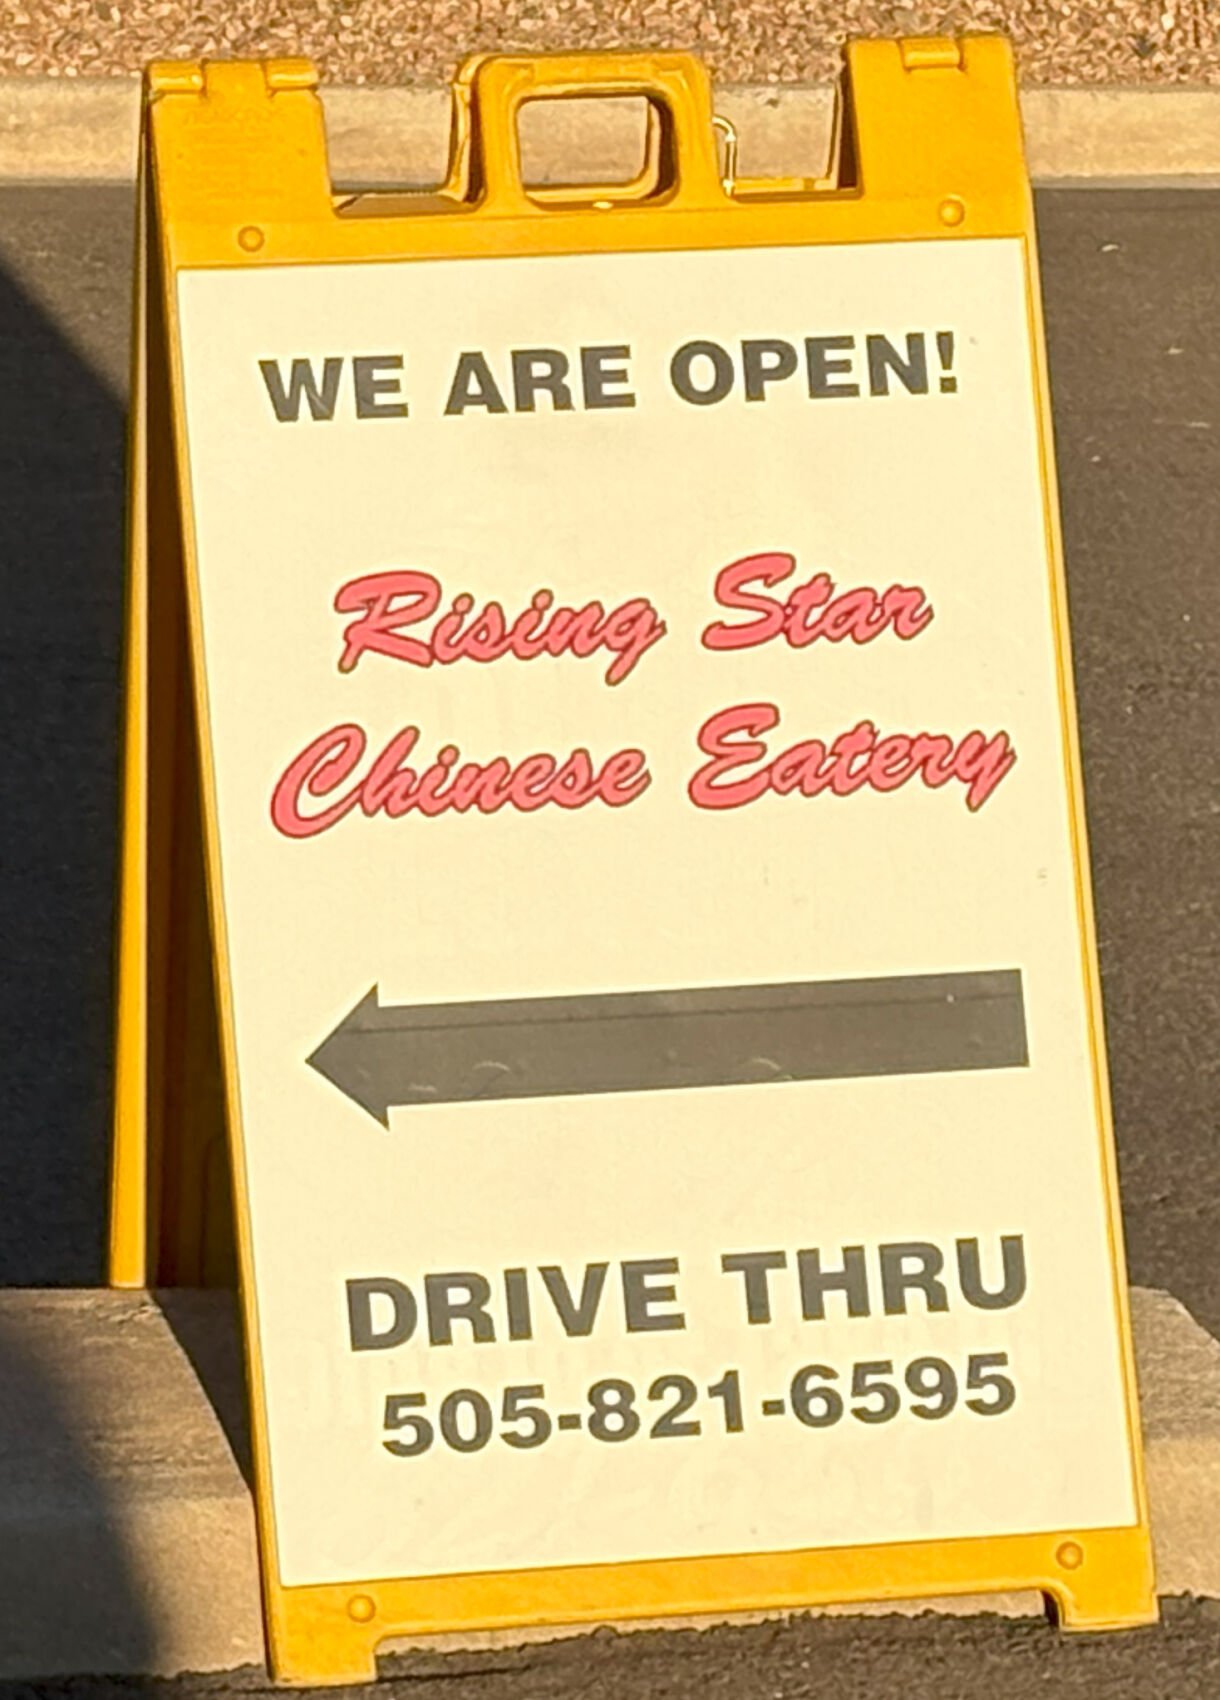 WE ARE OPEN!
Rising Star
Chinese Eatery
DRIVE THRU
505-821-6595